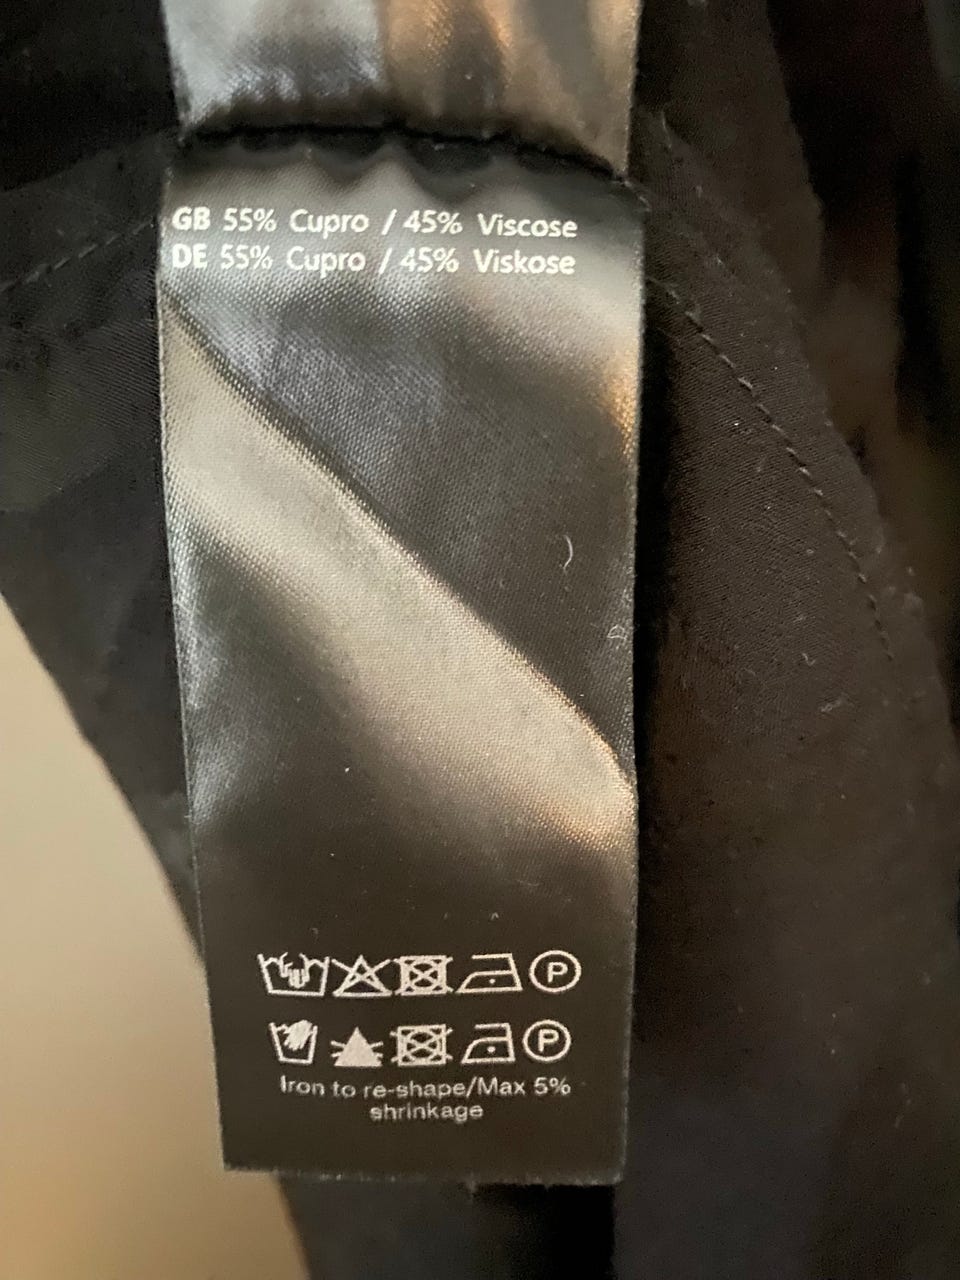 GB 55% Cupro / 45% Viscose
DE 55% Cupro / 45% Viskose
P
P
Iron to re-shape/Max 5%
shrinkage